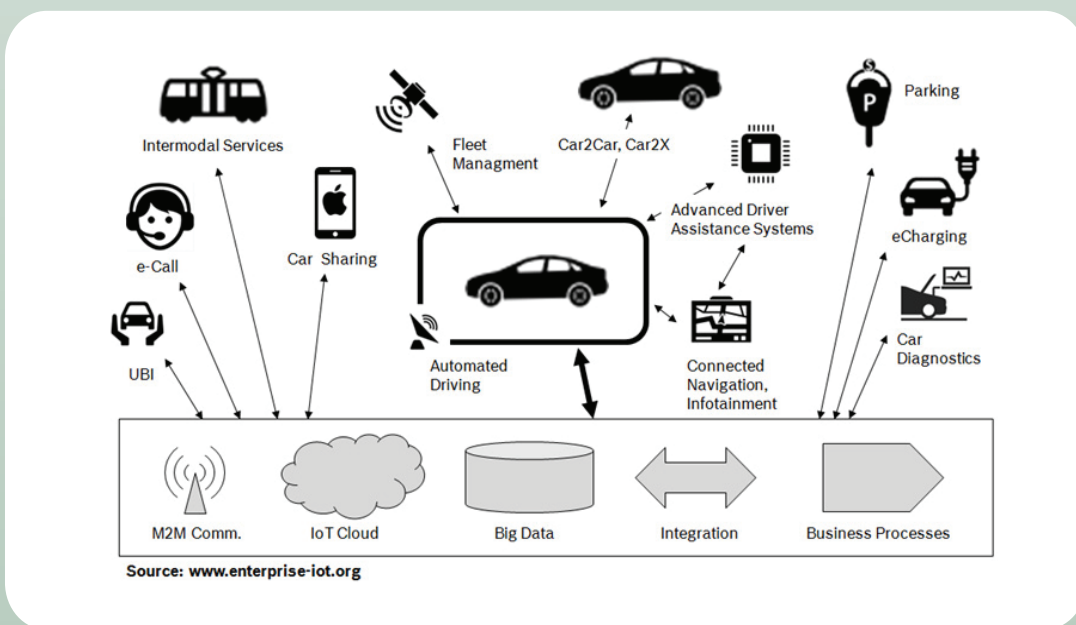 Intermodal Services
Fleet
Managment
Car2Car, Car2X
$
P
Parking
e-Call
Car Sharing
Advanced Driver
Assistance Systems
eCharging
UBI
Automated
Driving
Connected
Navigation,
Infotainment
Car
Diagnostics
M2M Comm.
IoT Cloud
Big Data
Integration
Business Processes
Source: www.enterprise-iot.org